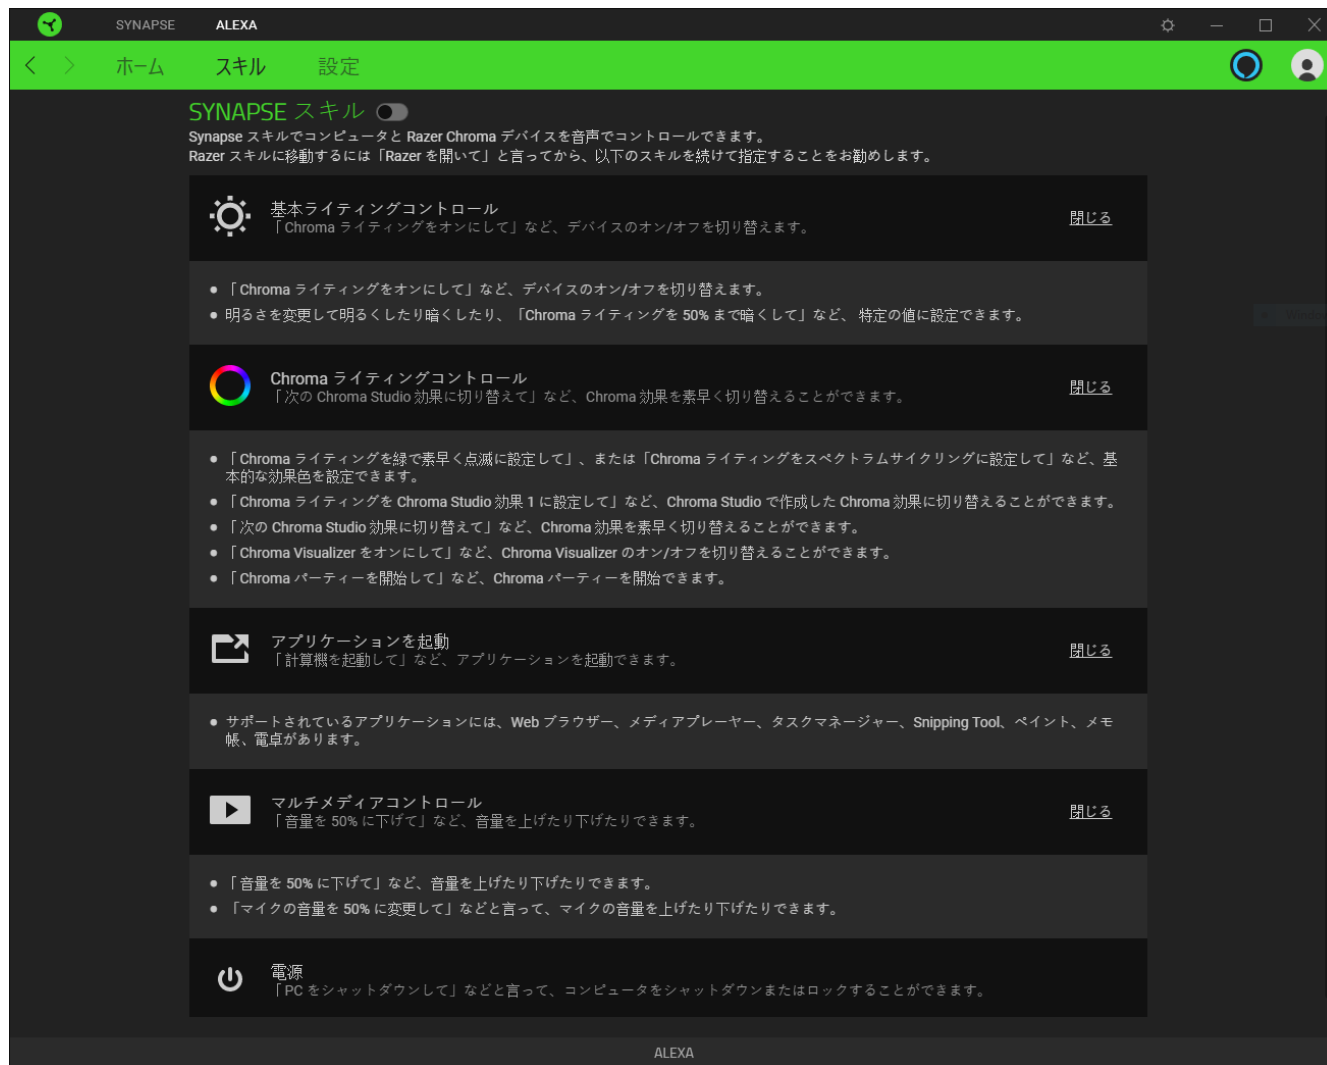 SYNAPSE ALEXA
ホーム スキル 設定
SYNAPSE スキル
Synapse スキルでコンピュータと Razer Chroma デバイスを音声でコントロールできます。
Razer スキルに移動するには「Razer を開いて」と言ってから、以下のスキルを続けて指定することをお勧めします。
基本ライティングコントロール
「Chroma ライティングをオンにして」など、デバイスのオン/オフを切り替えます。
閉じる
● 「Chroma ライティングをオンにして」など、デバイスのオン/オフを切り替えます。
● 明るさを変更して明るくしたり暗くしたり、「Chroma ライティングを 50% まで暗くして」など、 特定の値に設定できます。
Chroma ライティングコントロール
「次の Chroma Studio 効果に切り替えて」など、Chroma 効果を素早く切り替えることができます。
閉じる
● 「Chroma ライティングを緑で素早く点滅に設定して」、または「Chroma ライティングをスペクトラムサイクリングに設定して」など、基
本的な効果色を設定できます。
● 「Chroma ライティングを Chroma Studio 効果 1 に設定して」など、Chroma Studio で作成した Chroma 効果に切り替えることができます。
● 「次の Chroma Studio 効果に切り替えて」など、Chroma 効果を素早く切り替えることができます。
● 「Chroma Visualizer をオンにして」など、Chroma Visualizer のオン/オフを切り替えることができます。
● 「Chroma パーティーを開始して」など、Chroma パーティーを開始できます。
アプリケーションを起動
「計算機を起動して」など、アプリケーションを起動できます。
閉じる
● サポートされているアプリケーションには、Web ブラウザー、メディアプレーヤー、タスクマネージャー、Snipping Tool、ペイント、メモ
帳、電卓があります。
マルチメディアコントロール
「音量を 50% に下げて」など、音量を上げたり下げたりできます。
閉じる
● 「音量を 50% に下げて」など、音量を上げたり下げたりできます。
● 「マイクの音量を 50% に変更して」などと言って、マイクの音量を上げたり下げたりできます。
電源
「PC をシャットダウンして」などと言って、コンピュータをシャットダウンまたはロックすることができます。
ALEXA